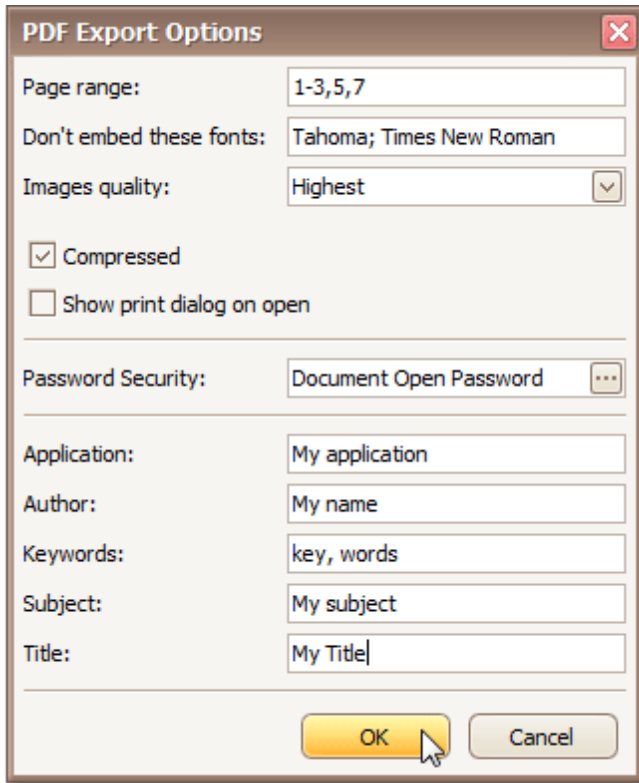 PDF Export Options
Page range: 1-3,5,7
Don't embed these fonts: Tahoma; Times New Roman
Images quality: Highest
Compressed
Show print dialog on open
Password Security: Document Open Password ...
Application: My application
Author: My name
Keywords: key, words
Subject: My subject
Title: My Title
OK Cancel